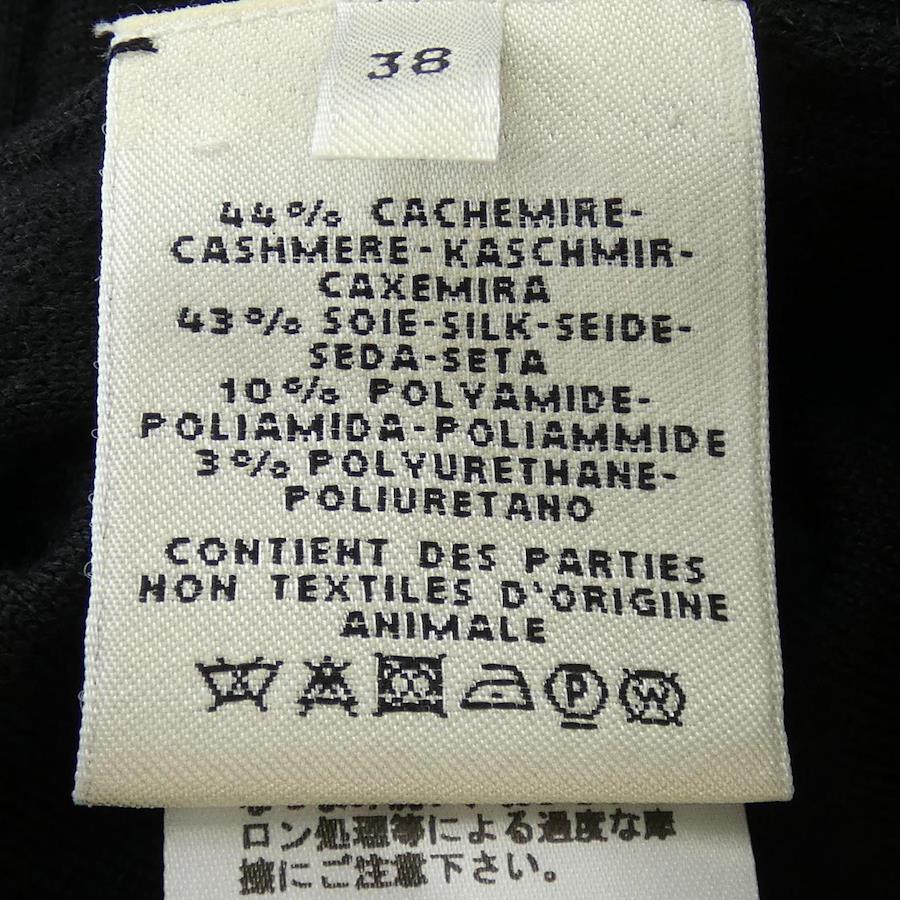 38
44% CACHEMIRE-
CASHMERE-KASCHMIR-
CAXEMIRA
43% SOIE-SILK-SEIDE-
SEDA-SETA
10% POLYAMIDE-
POLIAMIDA-POLIAMMIDE
3% POLYURETHANE-
POLIURETANO
CONTIENT DES PARTIES
NON TEXTILES D'ORIGINE
ANIMALE
P W
ロン処理等による過度な摩
擦にご注意下さい。